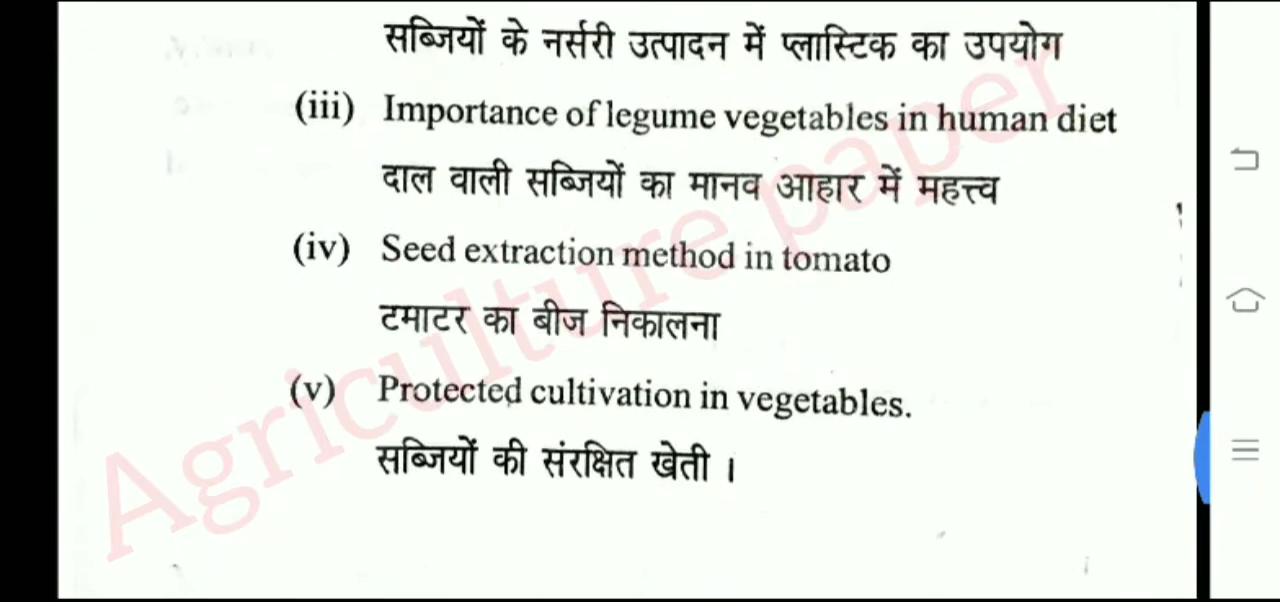 सब्जियों के नर्सरी उत्पादन में प्लास्टिक का उपयोग
(iii) Importance of legume vegetables in human diet
दाल वाली सब्जियों का मानव आहार में महत्त्व
(iv) Seed extraction method in tomato
टमाटर का बीज निकालना
(v) Protected cultivation in vegetables.
सब्जियों की संरक्षित खेती ।
Agriculture paper